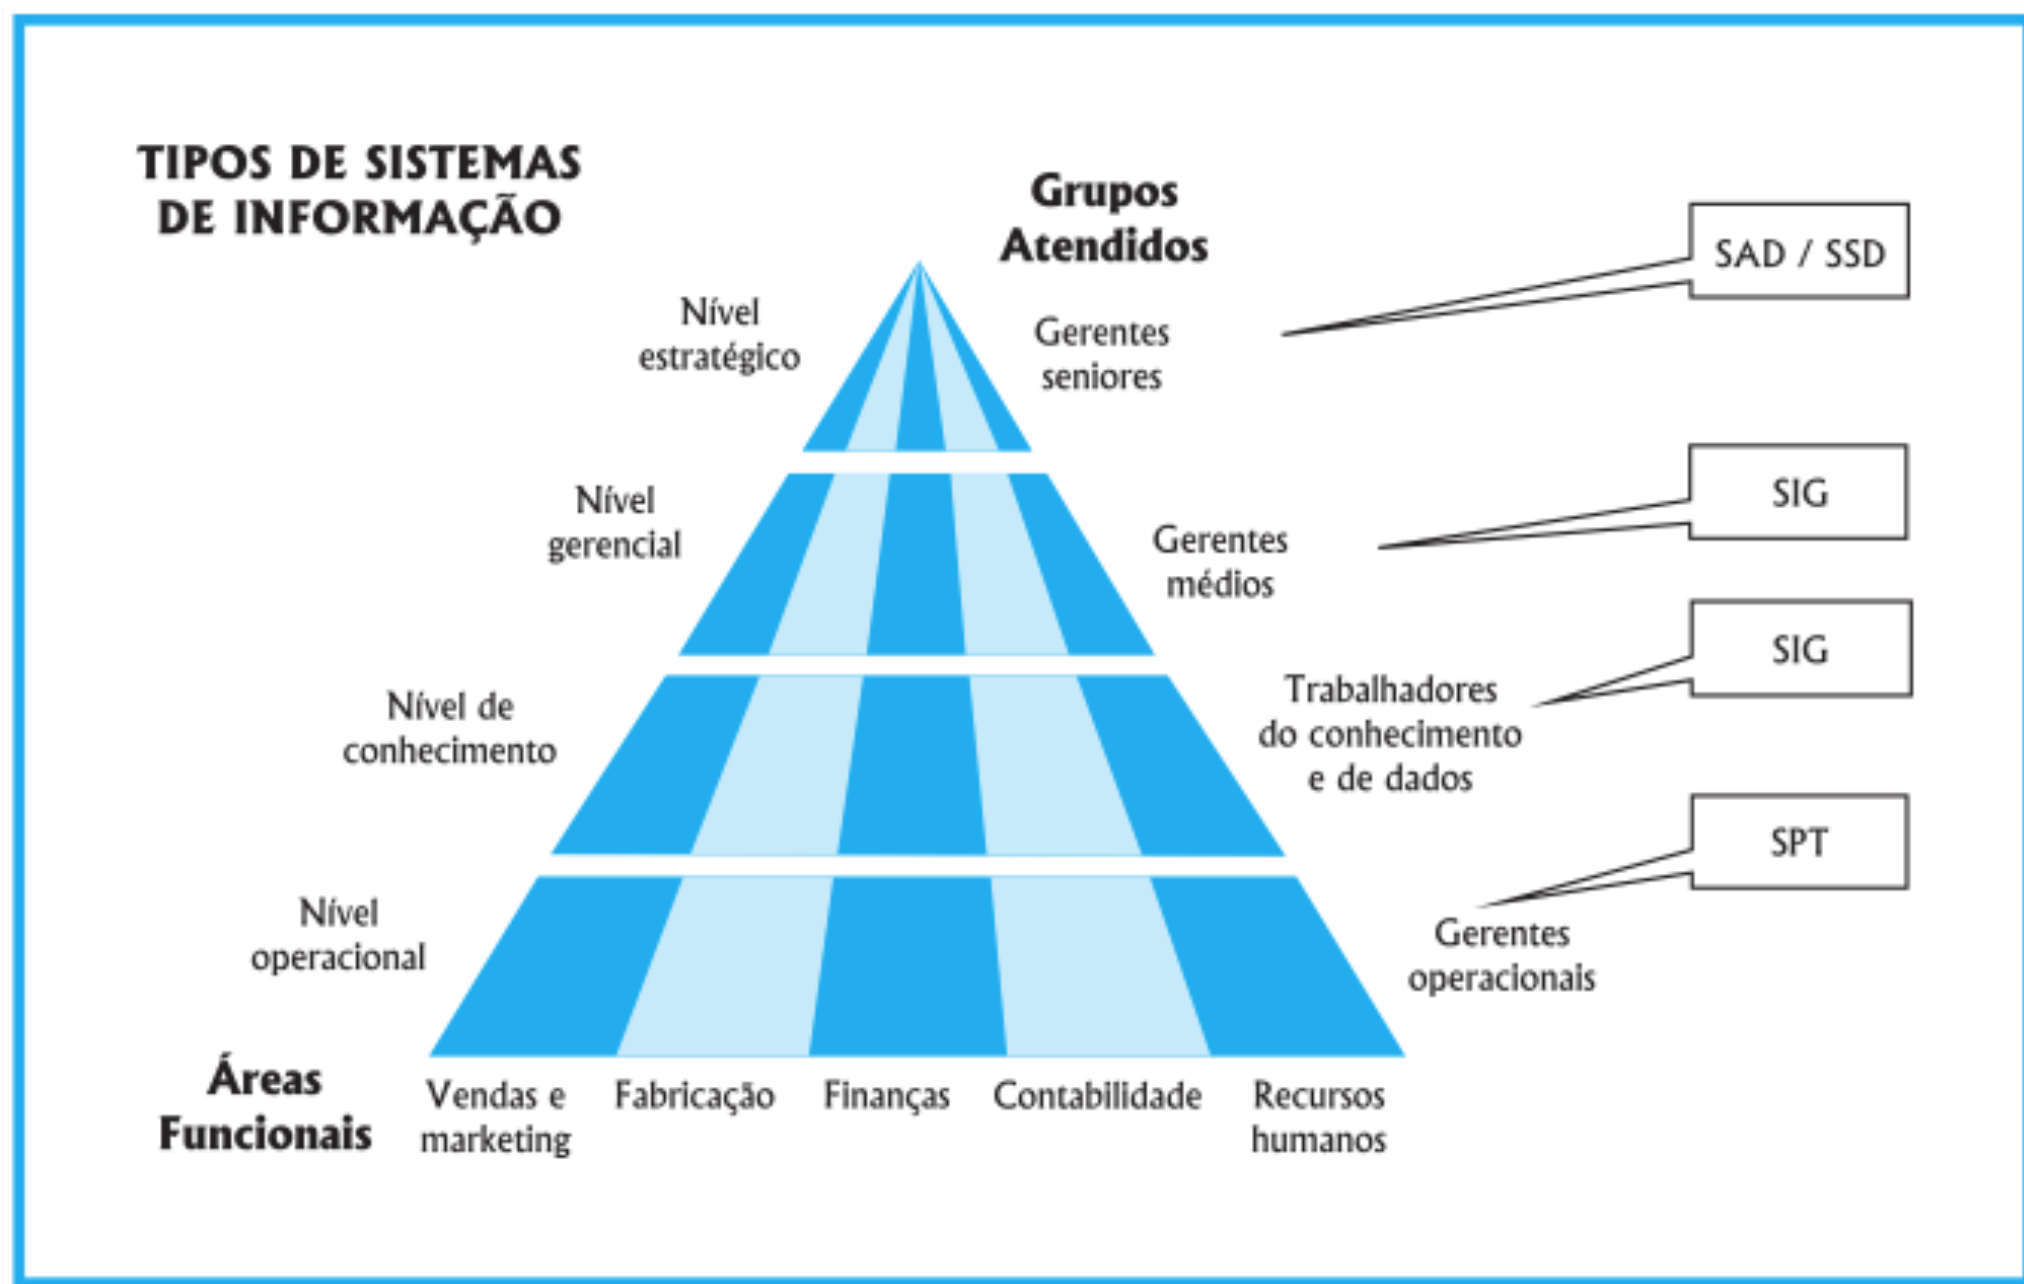 TIPOS DE SISTEMAS
DE INFORMAÇÃO
Grupos
Atendidos
SAD / SSD
Nível
estratégico
Gerentes
seniores
SIG
Nível
gerencial
Gerentes
médios
SIG
Nível de
conhecimento
Trabalhadores
do conhecimento
e de dados
SPT
Nível
operacional
Gerentes
operacionais
Áreas
Funcionais
Vendas e
marketing
Fabricação
Finanças
Contabilidade
Recursos
humanos